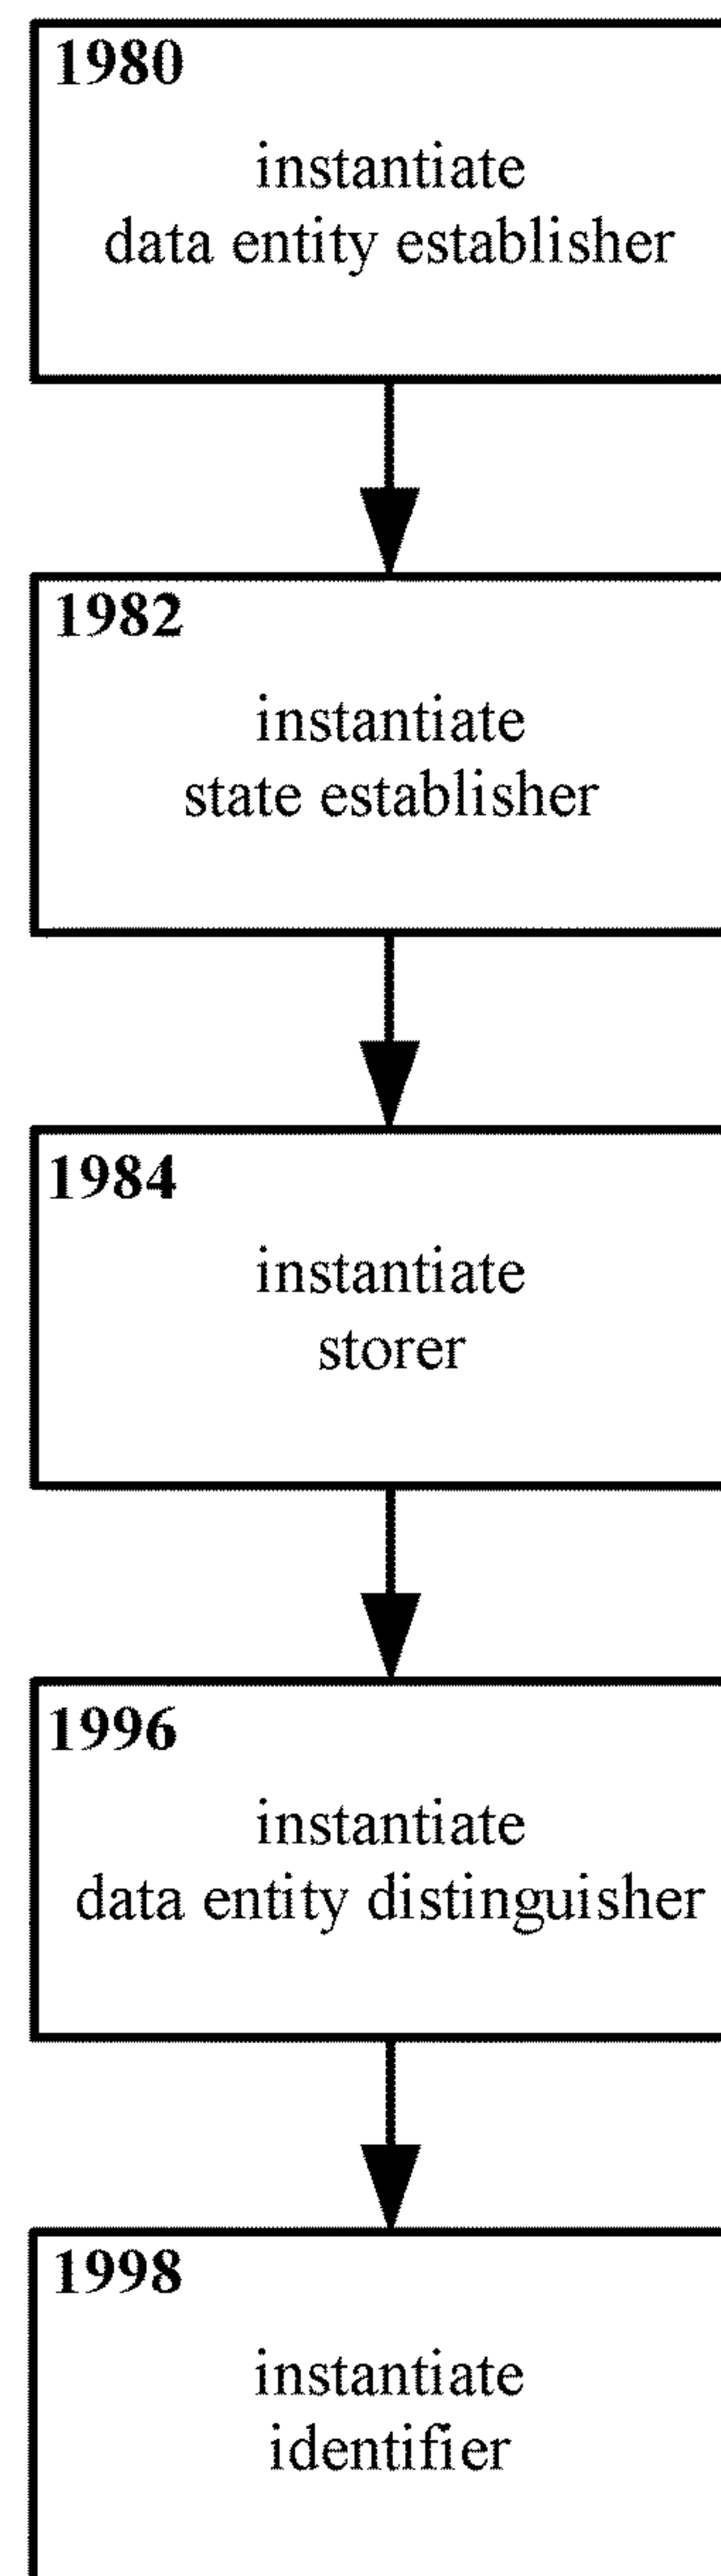 1980
instantiate
data entity establisher
1982
instantiate
state establisher
1984
instantiate
storer
1996
instantiate
data entity distinguisher
1998
instantiate
identifier